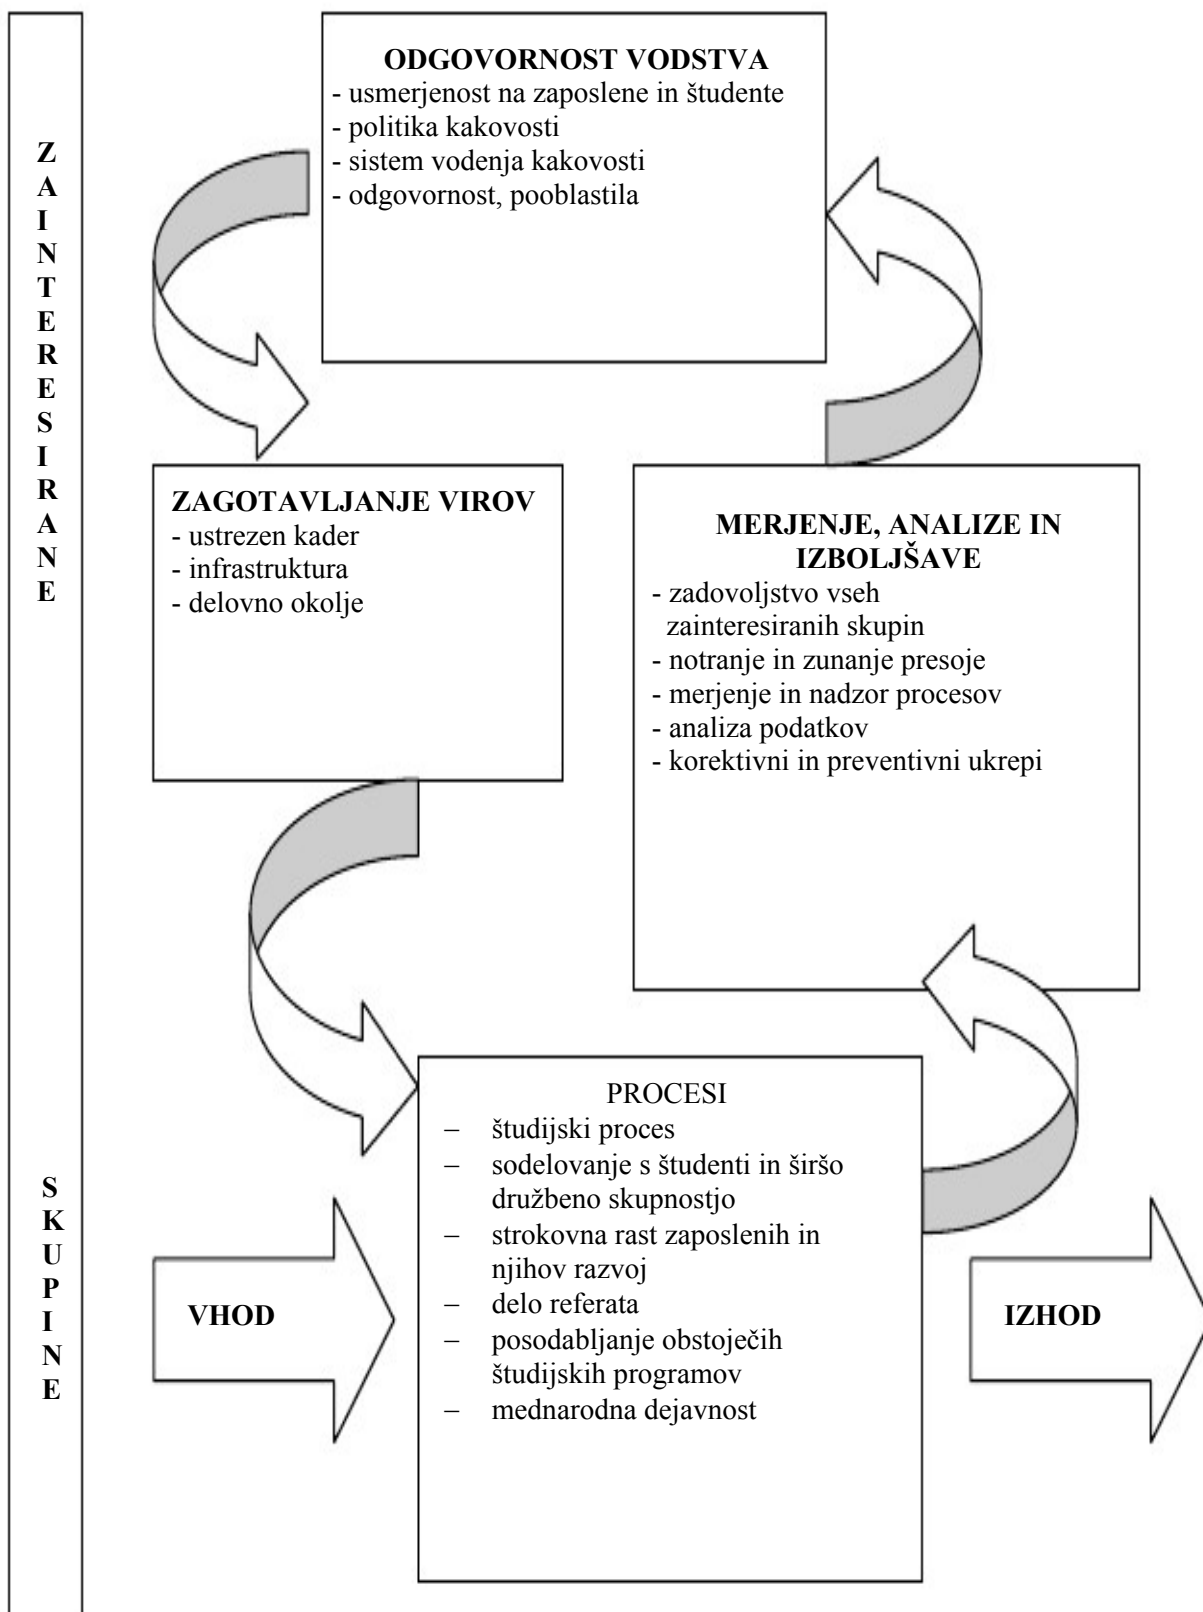 ZAINTERESIRANE
SKUPINE
ODGOVORNOST VODSTVA
- usmerjenost na zaposlene in študente
- politika kakovosti
- sistem vodenja kakovosti
- odgovornost, pooblastila
ZAGOTAVLJANJE VIROV
- ustrezen kader
- infrastruktura
- delovno okolje
MERJENJE, ANALIZE IN
IZBOLJŠAVE
- zadovoljstvo vseh
zainteresiranih skupin
- notranje in zunanje presoje
- merjenje in nadzor procesov
- analiza podatkov
- korektivni in preventivni ukrepi
PROCESI
– študijski proces
– sodelovanje s študenti in širšo
družbeno skupnostjo
– strokovna rast zaposlenih in
njihov razvoj
– delo referata
– posodabljanje obstoječih
študijskih programov
– mednarodna dejavnost
VHOD
IZHOD